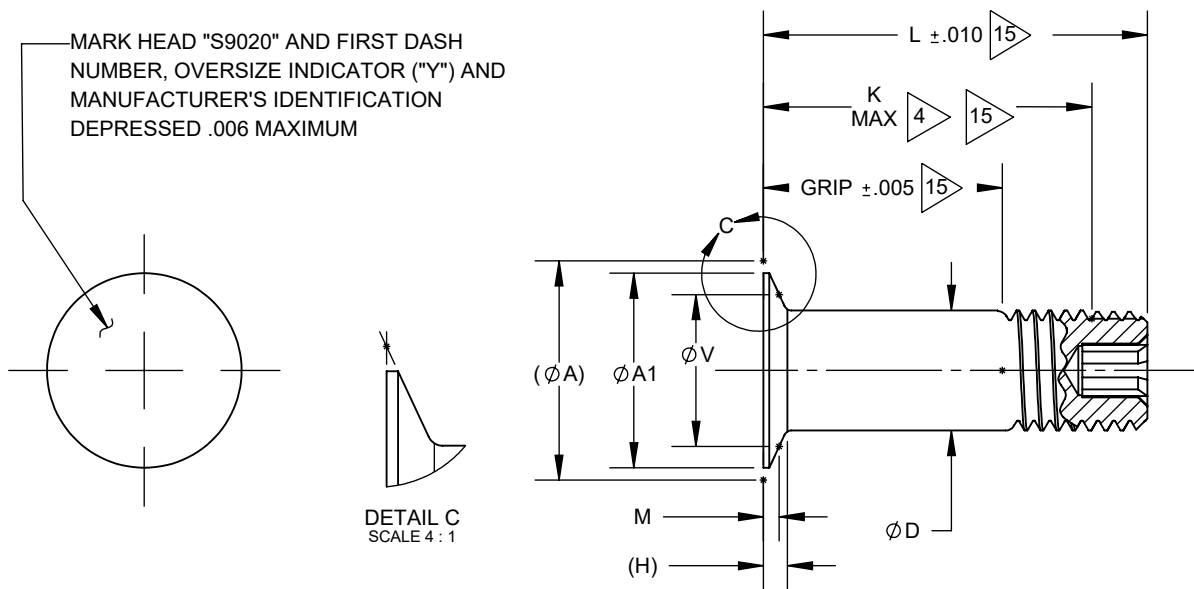 MARK HEAD "S9020" AND FIRST DASH
NUMBER, OVERSIZE INDICATOR ("Y") AND
MANUFACTURER'S IDENTIFICATION
DEPRESSED .006 MAXIMUM
L ±.010 15
K
MAX 4 15
GRIP ±.005 15
C
(ØA)
ØA1
ØV
DETAIL C
SCALE 4 : 1
M
(H)
ØD